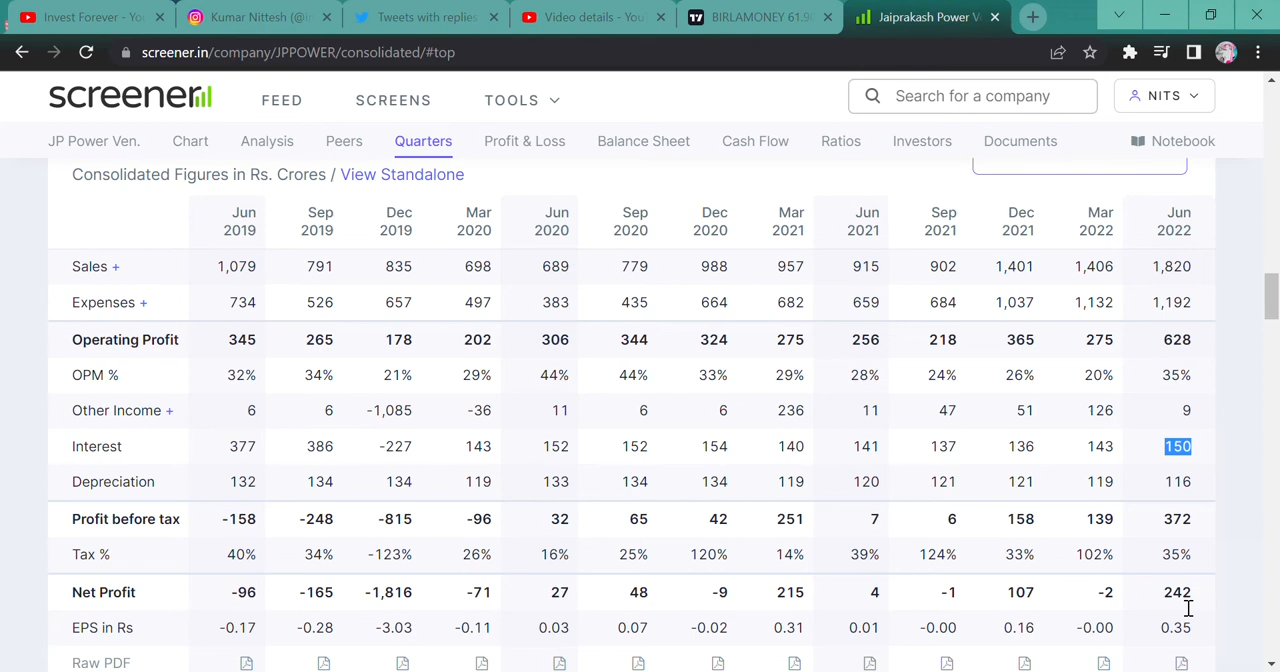 Invest Forever - Yo
Kumar Nittesh (@i
Tweets with replie
Video details - You
BIRLAMONEY 61.9
Jaiprakash Power V
screener.in/company/JPPOWER/consolidated/#top
screener
FEED
SCREENS
TOOLS
Search for a company
NITS
JP Power Ven. Chart Analysis Peers Quarters Profit & Loss Balance Sheet Cash Flow Ratios Investors Documents Notebook
Consolidated Figures in Rs. Crores / View Standalone
Jun Sep Dec Mar Jun Sep Dec Mar Jun Sep Dec Mar Jun
2019 2019 2019 2020 2020 2020 2020 2021 2021 2021 2021 2022 2022
Sales + 1,079 791 835 698 689 779 988 957 915 902 1,401 1,406 1,820
Expenses + 734 526 657 497 383 435 664 682 659 684 1,037 1,132 1,192
Operating Profit 345 265 178 202 306 344 324 275 256 218 365 275 628
OPM % 32% 34% 21% 29% 44% 44% 33% 29% 28% 24% 26% 20% 35%
Other Income + 6 6 -1,085 -36 11 6 6 236 11 47 51 126 9
Interest 377 386 -227 143 152 152 154 140 141 137 136 143 150
Depreciation 132 134 134 119 133 134 134 119 120 121 121 119 116
Profit before tax -158 -248 -815 -96 32 65 42 251 7 6 158 139 372
Tax % 40% 34% -123% 26% 16% 25% 120% 14% 39% 124% 33% 102% 35%
Net Profit -96 -165 -1,816 -71 27 48 -9 215 4 -1 107 -2 242
EPS in Rs -0.17 -0.28 -3.03 -0.11 0.03 0.07 -0.02 0.31 0.01 -0.00 0.16 -0.00 0.35
Raw PDF